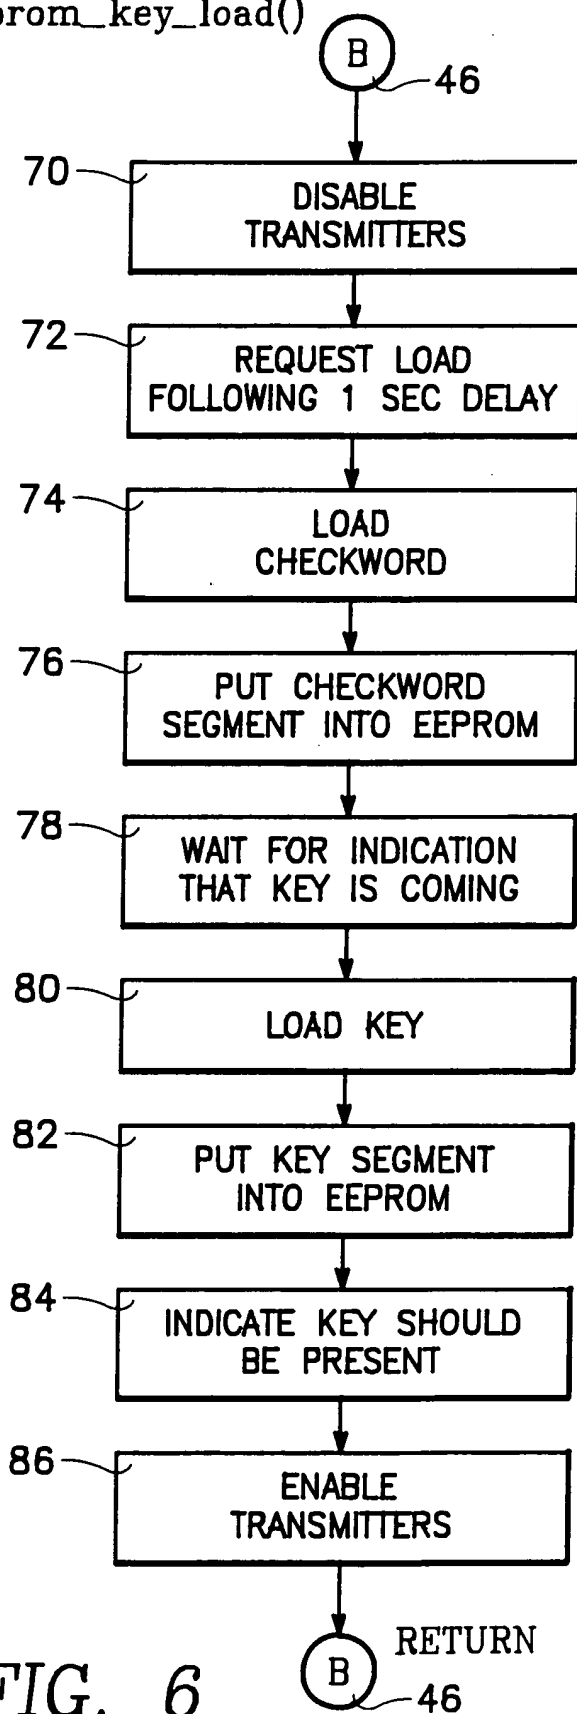 prom_key_load()
B
46
70
DISABLE
TRANSMITTERS
72
REQUEST LOAD
FOLLOWING 1 SEC DELAY
74
LOAD
CHECKWORD
76
PUT CHECKWORD
SEGMENT INTO EEPROM
78
WAIT FOR INDICATION
THAT KEY IS COMING
80
LOAD KEY
82
PUT KEY SEGMENT
INTO EEPROM
84
INDICATE KEY SHOULD
BE PRESENT
86
ENABLE
TRANSMITTERS
RETURN
B
46
FIG. 6